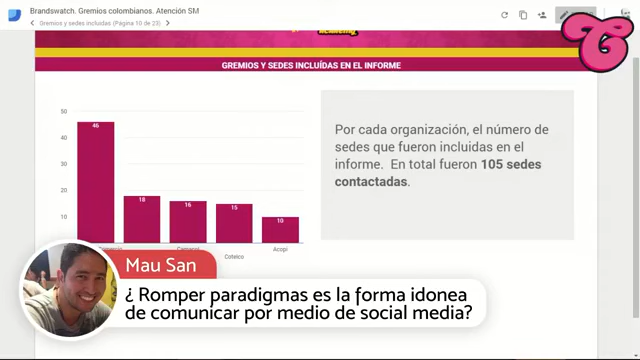 Brandswatch. Gremios colombianos. Atención SM
Gremios y sedes incluidas (Página 10 de 23)
GREMIOS Y SEDES INCLUÍDAS EN EL INFORME
50
40
30
20
10
46
18
16
15
10
Camacol
Cotelco
Acopi
Por cada organización, el número de
sedes que fueron incluidas en el
informe. En total fueron 105 sedes
contactadas.
Mau San
¿ Romper paradigmas es la forma idonea
de comunicar por medio de social media?